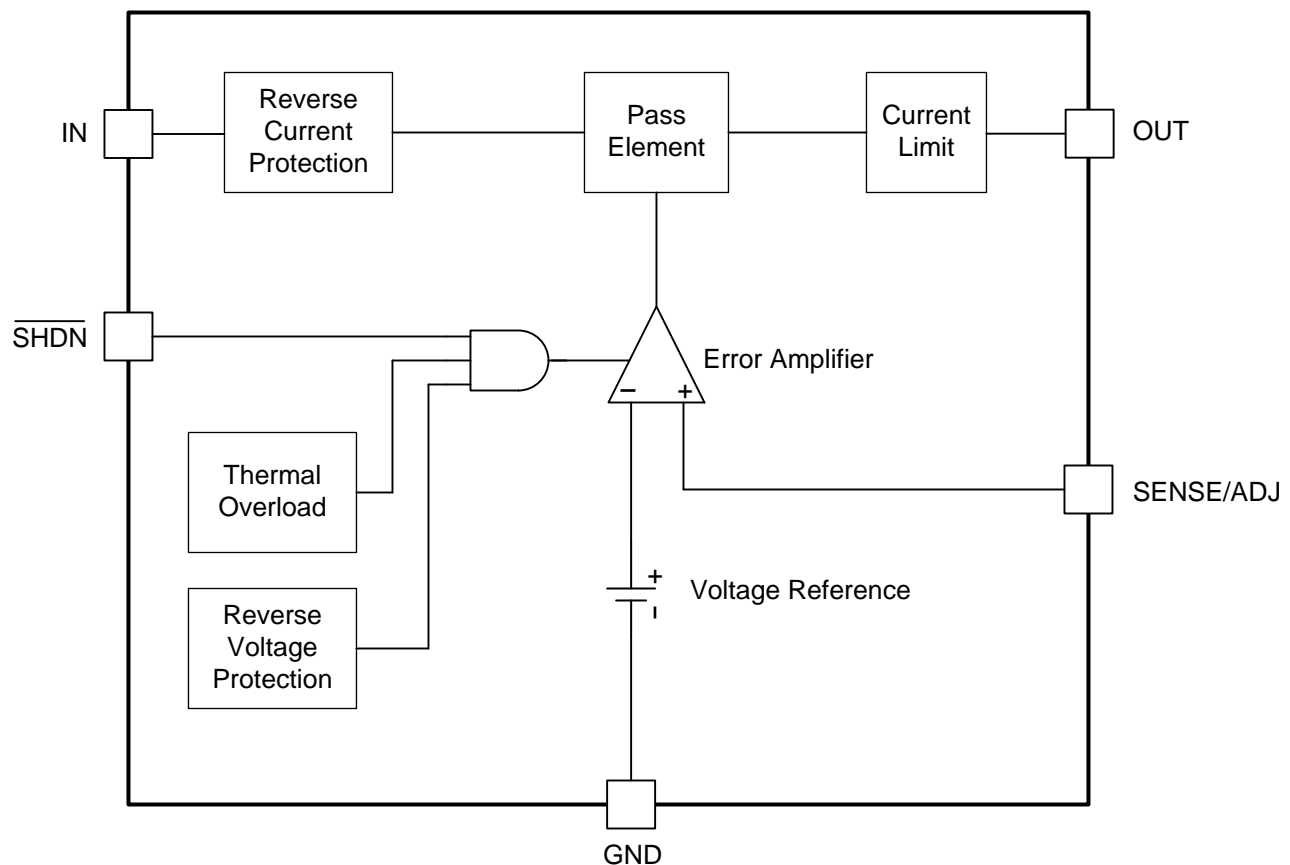 Reverse
Current
Protection
Pass
Element
Current
Limit
IN
OUT
SHDN
Error Amplifier
− +
Thermal
Overload
SENSE/ADJ
+
Voltage Reference
−
Reverse
Voltage
Protection
GND